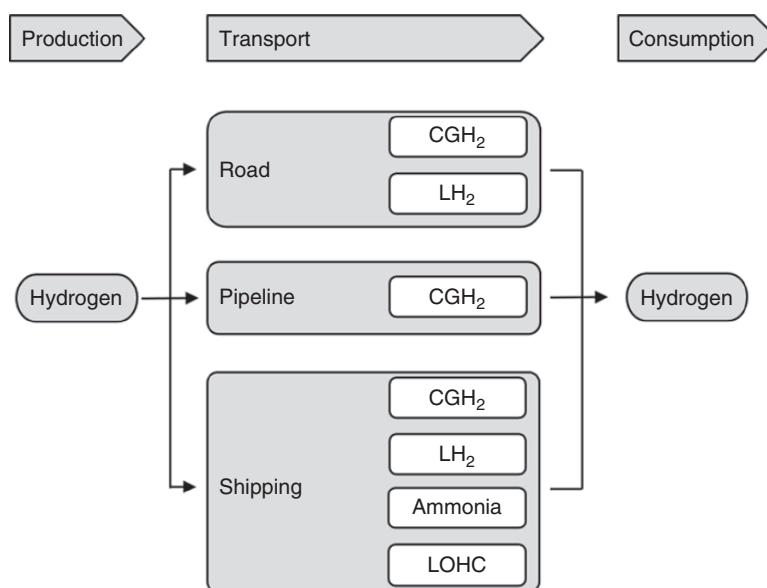 Production
Transport
Consumption
Road
CGH₂
LH₂
Hydrogen
Pipeline
CGH₂
Hydrogen
Shipping
CGH₂
LH₂
Ammonia
LOHC